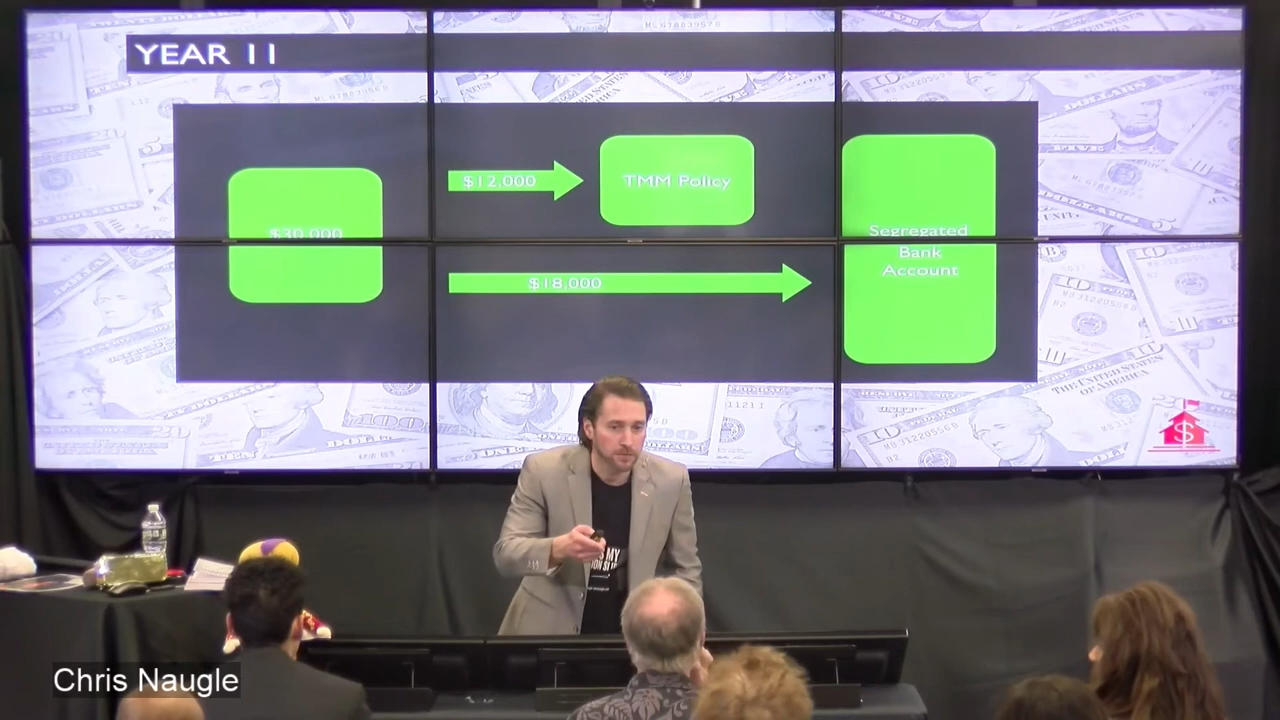 YEAR 11
$12,000
TMM Policy
$30,000
Segregated
Bank
Account
$18,000
Chris Naugle